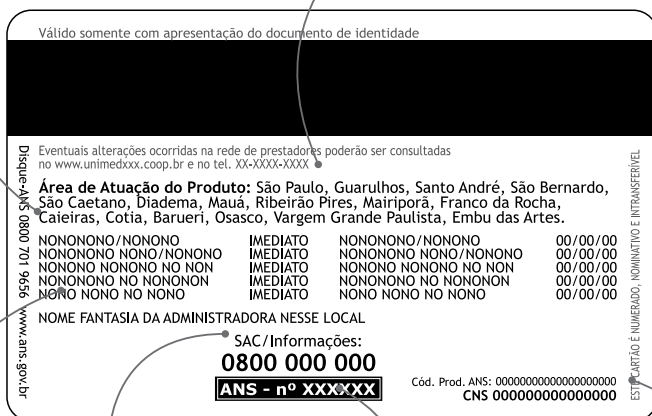 Válido somente com apresentação do documento de identidade
Eventuais alterações ocorridas na rede de prestadores poderão ser consultadas
no www.unimedxxx.coop.br e no tel. XX-XXXX-XXXX
Área de Atuação do Produto: São Paulo, Guarulhos, Santo André, São Bernardo,
São Caetano, Diadema, Mauá, Ribeirão Pires, Mairiporã, Franco da Rocha,
Caieiras, Cotia, Barueri, Osasco, Vargem Grande Paulista, Embu das Artes.
NONONONO/NONONO IMEDIATO NONONONO/NONONO 00/00/00
NONONONO NONO/NONONO IMEDIATO NONONONO NONO/NONONO 00/00/00
NONONO NONONO NO NON IMEDIATO NONONO NONONO NO NON 00/00/00
NONONONO NO NONONON IMEDIATO NONONONO NO NONONON 00/00/00
NONO NONO NO NONO IMEDIATO NONO NONO NO NONO 00/00/00
NOME FANTASIA DA ADMINISTRADORA NESSE LOCAL
SAC/Informações:
0800 000 000
ANS - nº XXXXXX
Cód. Prod. ANS: 0000000000000000000
CNS 000000000000000
Disque-ANS 0800 701 9656 www.ans.gov.br
ESTE CARTÃO É NUMERADO, NOMINATIVO E INTRANSFERÍVEL